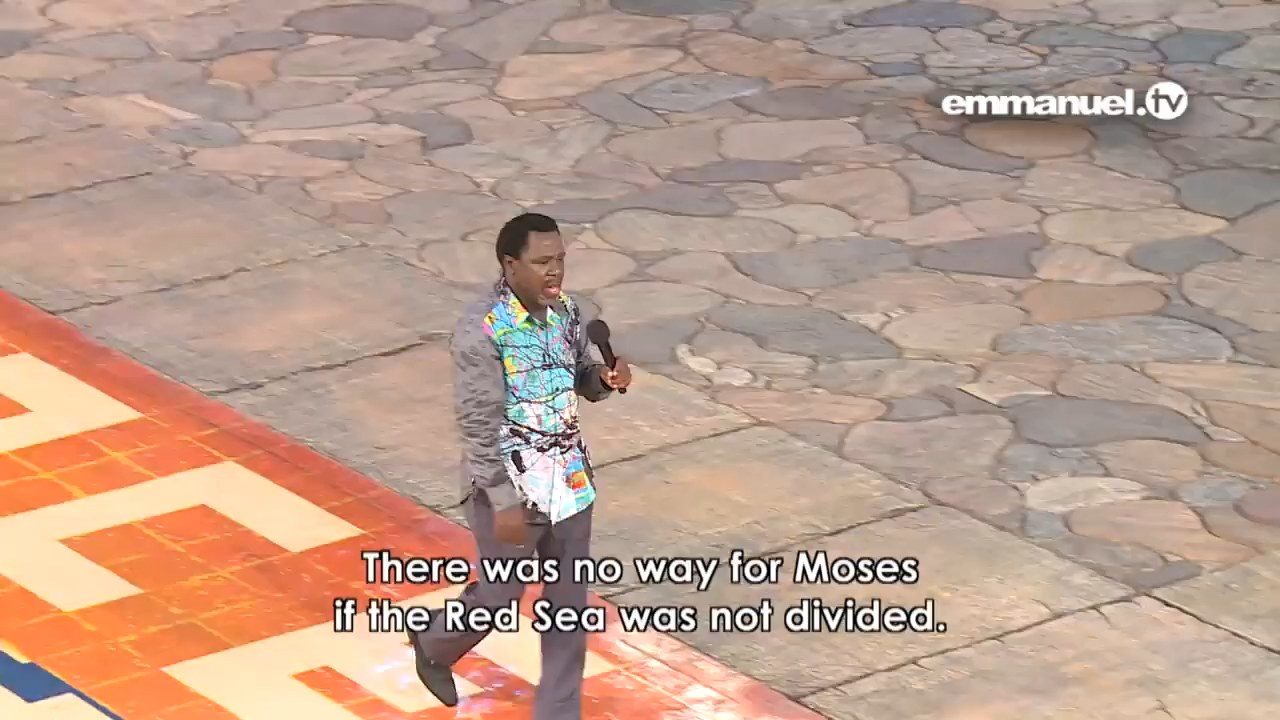 emmanuel.tv
There was no way for Moses
if the Red Sea was not divided.